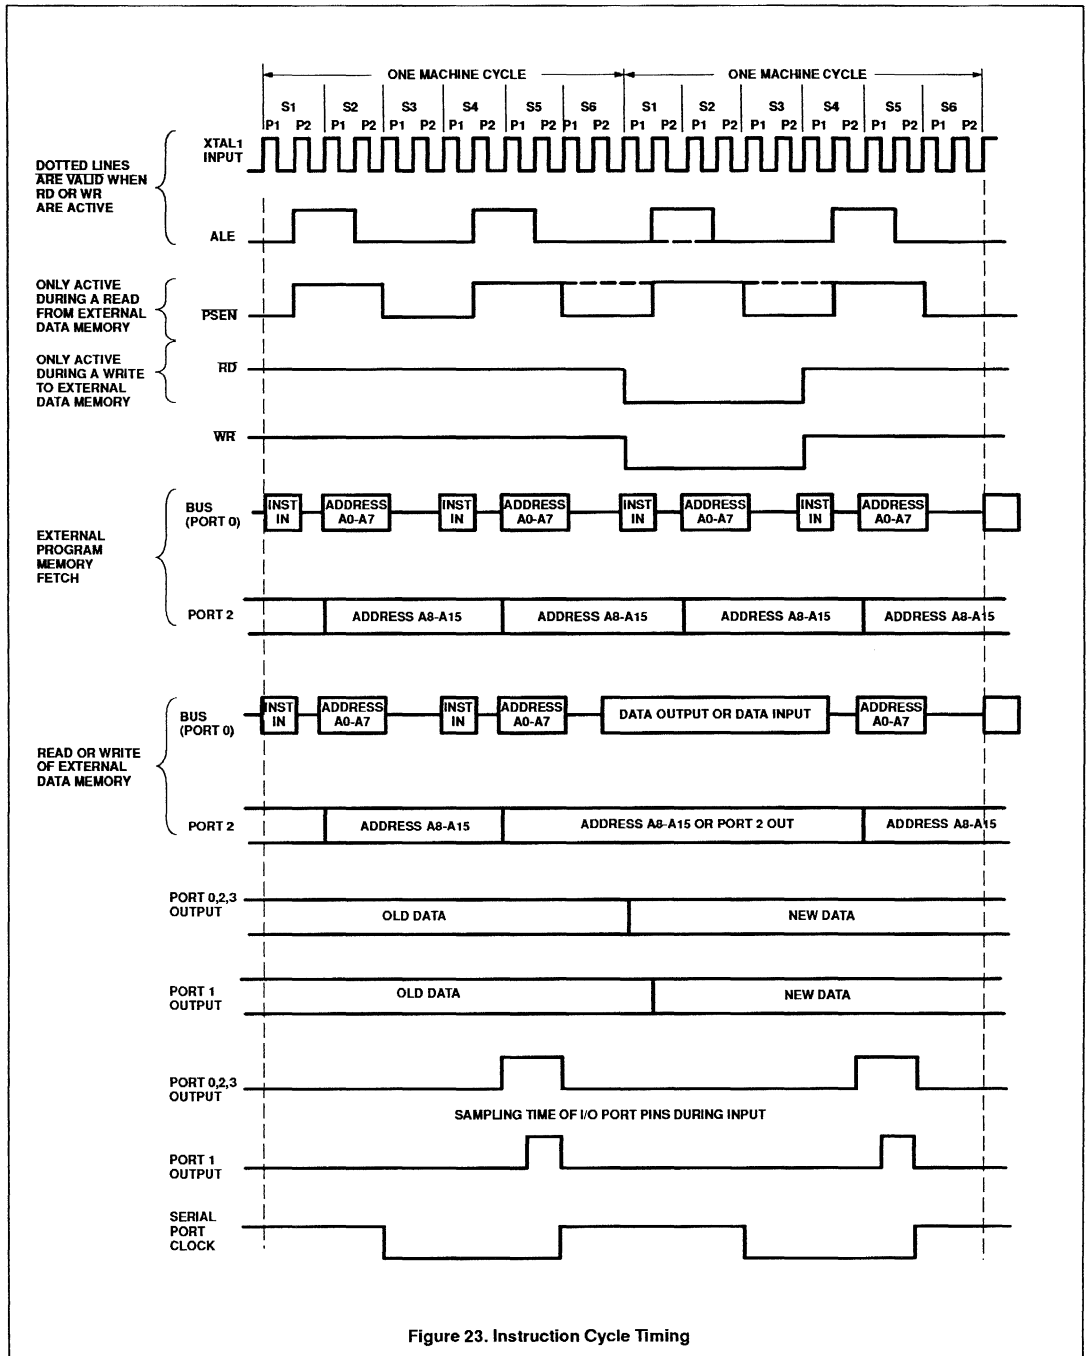 ONE MACHINE CYCLE ONE MACHINE CYCLE
S1 S2 S3 S4 S5 S6 S1 S2 S3 S4 S5 S6
P1 P2 P1 P2 P1 P2 P1 P2 P1 P2 P1 P2 P1 P2 P1 P2 P1 P2 P1 P2 P1 P2 P1 P2
XTAL1
INPUT
DOTTED LINES
ARE VALID WHEN
RD OR WR
ARE ACTIVE
ALE
ONLY ACTIVE
DURING A READ
FROM EXTERNAL
DATA MEMORY
PSEN
ONLY ACTIVE
DURING A WRITE
TO EXTERNAL
DATA MEMORY
RD
WR
EXTERNAL
PROGRAM
MEMORY
FETCH
BUS
(PORT 0)
INST
IN
ADDRESS
A0-A7
INST
IN
ADDRESS
A0-A7
INST
IN
ADDRESS
A0-A7
INST
IN
ADDRESS
A0-A7
PORT 2
ADDRESS A8-A15 ADDRESS A8-A15 ADDRESS A8-A15 ADDRESS A8-A15
READ OR WRITE
OF EXTERNAL
DATA MEMORY
BUS
(PORT 0)
INST
IN
ADDRESS
A0-A7
INST
IN
ADDRESS
A0-A7
DATA OUTPUT OR DATA INPUT
ADDRESS
A0-A7
PORT 2
ADDRESS A8-A15 ADDRESS A8-A15 OR PORT 2 OUT ADDRESS A8-A15
PORT 0,2,3
OUTPUT
OLD DATA NEW DATA
PORT 1
OUTPUT
OLD DATA NEW DATA
PORT 0,2,3
OUTPUT
SAMPLING TIME OF I/O PORT PINS DURING INPUT
PORT 1
OUTPUT
SERIAL
PORT
CLOCK
Figure 23. Instruction Cycle Timing